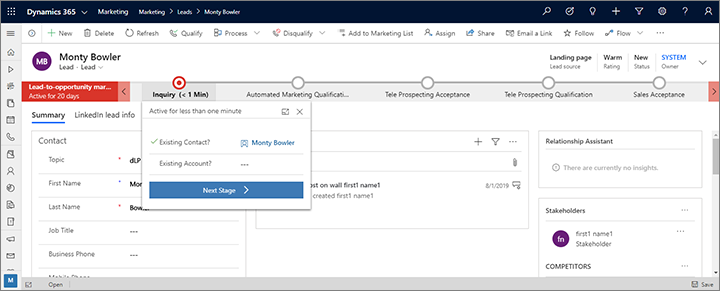 Dynamics 365 Marketing Marketing > Leads > Monty Bowler
New Delete Refresh Qualify Process Disqualify Add to Marketing List Assign Share Email a Link Follow Flow
MB
Monty Bowler
Lead · Lead
Landing page
Lead source
Warm
Rating
New
Status
SYSTEM
Owner
Lead-to-opportunity mar...
Active for 20 days
Inquiry (< 1 Min)
Automated Marketing Qualificati...
Tele Prospecting Acceptance
Tele Prospecting Qualification
Sales Acceptance
Summary LinkedIn lead info
Active for less than one minute
Existing Contact? Monty Bowler
Existing Account? ---
Next Stage
Contact
Topic * dLP
First Name * Mon
Last Name * Bowler
Job Title ---
Business Phone ---
ost on wall first1 name1
created first1 name1
8/1/2019
Relationship Assistant
There are currently no insights.
Stakeholders
fn
first1 name1
Stakeholder
COMPETITORS
M
Open
Save